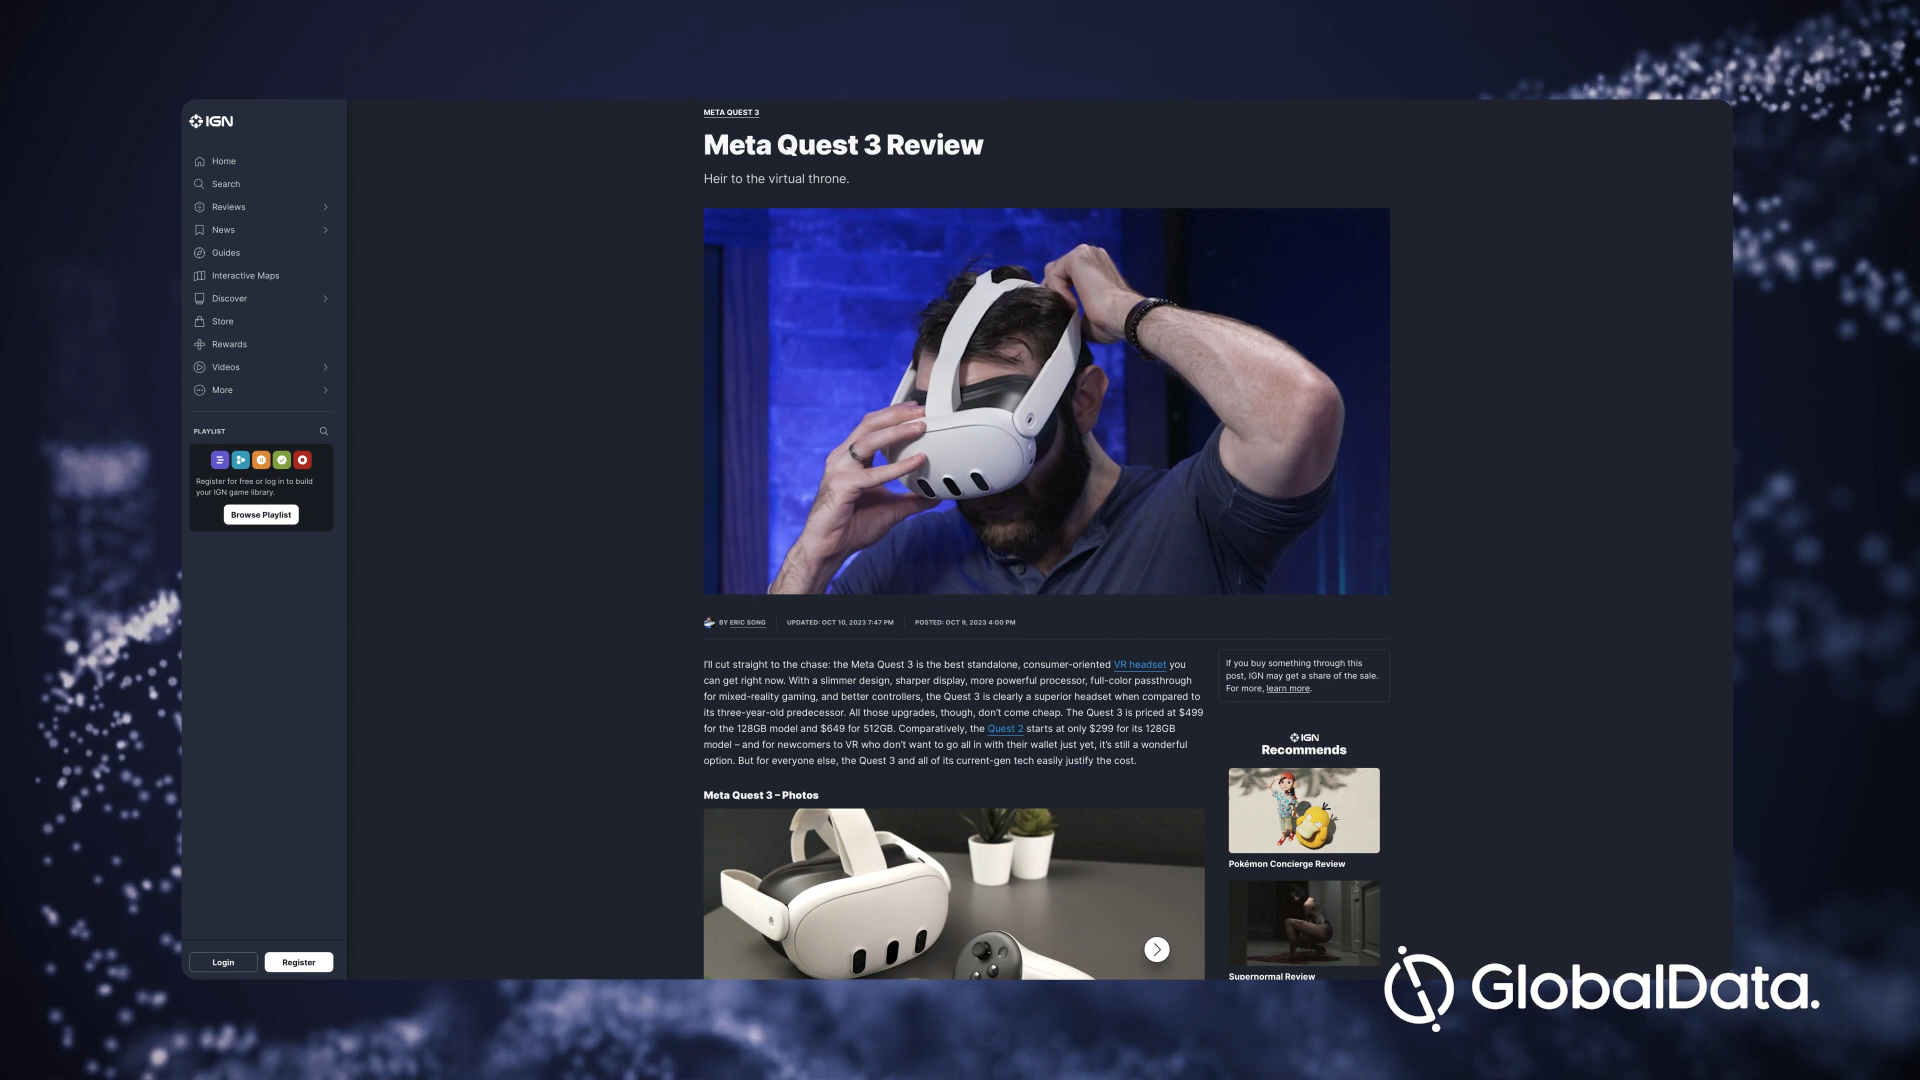 IGN
Home
Search
Reviews
News
Guides
Interactive Maps
Discover
Store
Rewards
Videos
More
PLAYLIST
Register for free or log in to build
your IGN game library.
Browse Playlist
Login
Register
META QUEST 3
Meta Quest 3 Review
Heir to the virtual throne.
BY ERIC SONG
UPDATED: OCT 10, 2023 7:47 PM
POSTED: OCT 9, 2023 4:00 PM
I'll cut straight to the chase: the Meta Quest 3 is the best standalone, consumer-oriented VR headset you
can get right now. With a slimmer design, sharper display, more powerful processor, full-color passthrough
for mixed-reality gaming, and better controllers, the Quest 3 is clearly a superior headset when compared to
its three-year-old predecessor. All those upgrades, though, don't come cheap. The Quest 3 is priced at $499
for the 128GB model and $649 for 512GB. Comparatively, the Quest 2 starts at only $299 for its 128GB
model – and for newcomers to VR who don't want to go all in with their wallet just yet, it's still a wonderful
option. But for everyone else, the Quest 3 and all of its current-gen tech easily justify the cost.
Meta Quest 3 – Photos
If you buy something through this
post, IGN may get a share of the sale.
For more, learn more.
IGN
Recommends
Pokémon Concierge Review
Supernormal Review
GlobalData.